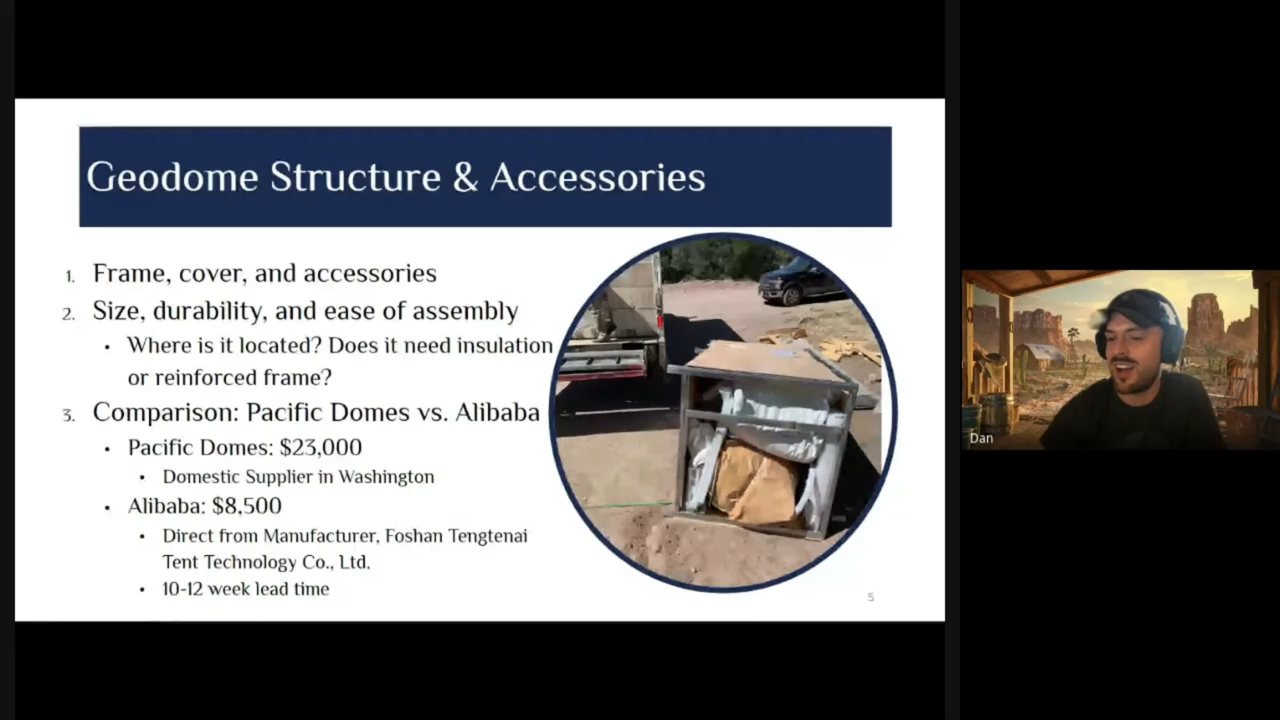 Geodome Structure & Accessories
1. Frame, cover, and accessories
2. Size, durability, and ease of assembly
• Where is it located? Does it need insulation
or reinforced frame?
3. Comparison: Pacific Domes vs. Alibaba
• Pacific Domes: $23,000
• Domestic Supplier in Washington
• Alibaba: $8,500
• Direct from Manufacturer, Foshan Tengtenai
Tent Technology Co., Ltd.
• 10-12 week lead time
5
Dan